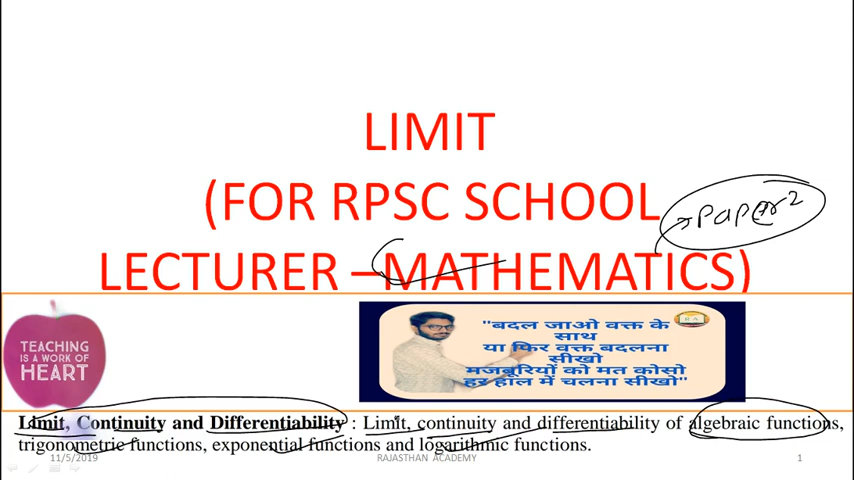 LIMIT
(FOR RPSC SCHOOL
LECTURER –MATHEMATICS)
Paper 2
TEACHING
IS A WORK OF
HEART
"बदल जाओ वक्त के
साथ
या फिर वक्त बदलना
सीखो
मजबूरियों को मत कोसो
हर हाल में चलना सीखो"
RA
Limit, Continuity and Differentiability : Limit, continuity and differentiability of algebraic functions,
trigonometric functions, exponential functions and logarithmic functions.
11/5/2019
RAJASTHAN ACADEMY
1